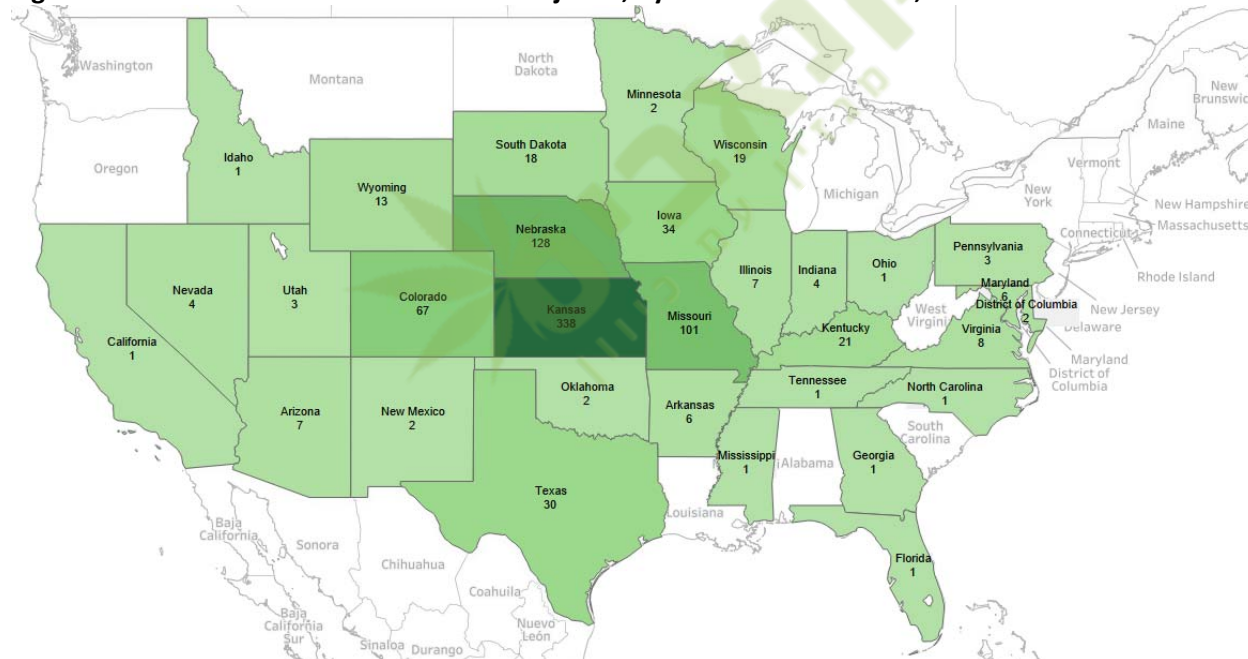 Washington
Montana
North
Dakota
Minnesota
2
New
Brunswick
Maine
Oregon
Idaho
1
South Dakota
18
Wisconsin
19
Michigan
Vermont
Wyoming
13
New
York
New Hampshire
Massachusetts
Iowa
34
Nebraska
128
Connecticut
Rhode Island
Pennsylvania
3
Nevada
4
Utah
3
Colorado
67
Illinois
7
Indiana
4
Ohio
1
Maryland
6
District of Columbia
2
New Jersey
Delaware
Kansas
338
Missouri
101
West
Virginia
Kentucky
21
Virginia
8
California
1
Maryland
District of
Columbia
Tennessee
1
North Carolina
1
Oklahoma
2
Arkansas
6
Arizona
7
New Mexico
2
South
Carolina
Mississippi
1
Alabama
Georgia
1
Texas
30
Louisiana
Baja
California
Sonora
Chihuahua
Florida
1
Coahuila
Baja
California
Sur
Nuevo
León
Sinaloa
Durango